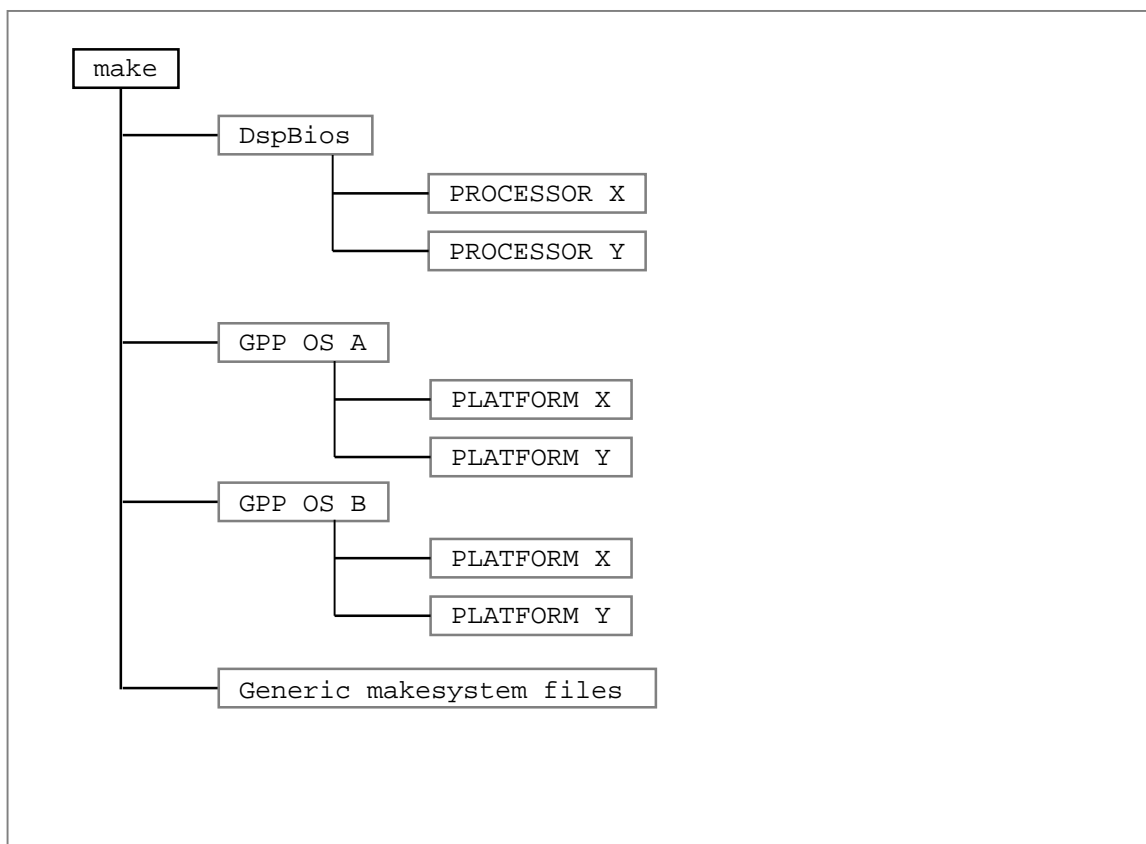 make
DspBios
PROCESSOR X
PROCESSOR Y
GPP OS A
PLATFORM X
PLATFORM Y
GPP OS B
PLATFORM X
PLATFORM Y
Generic makesystem files